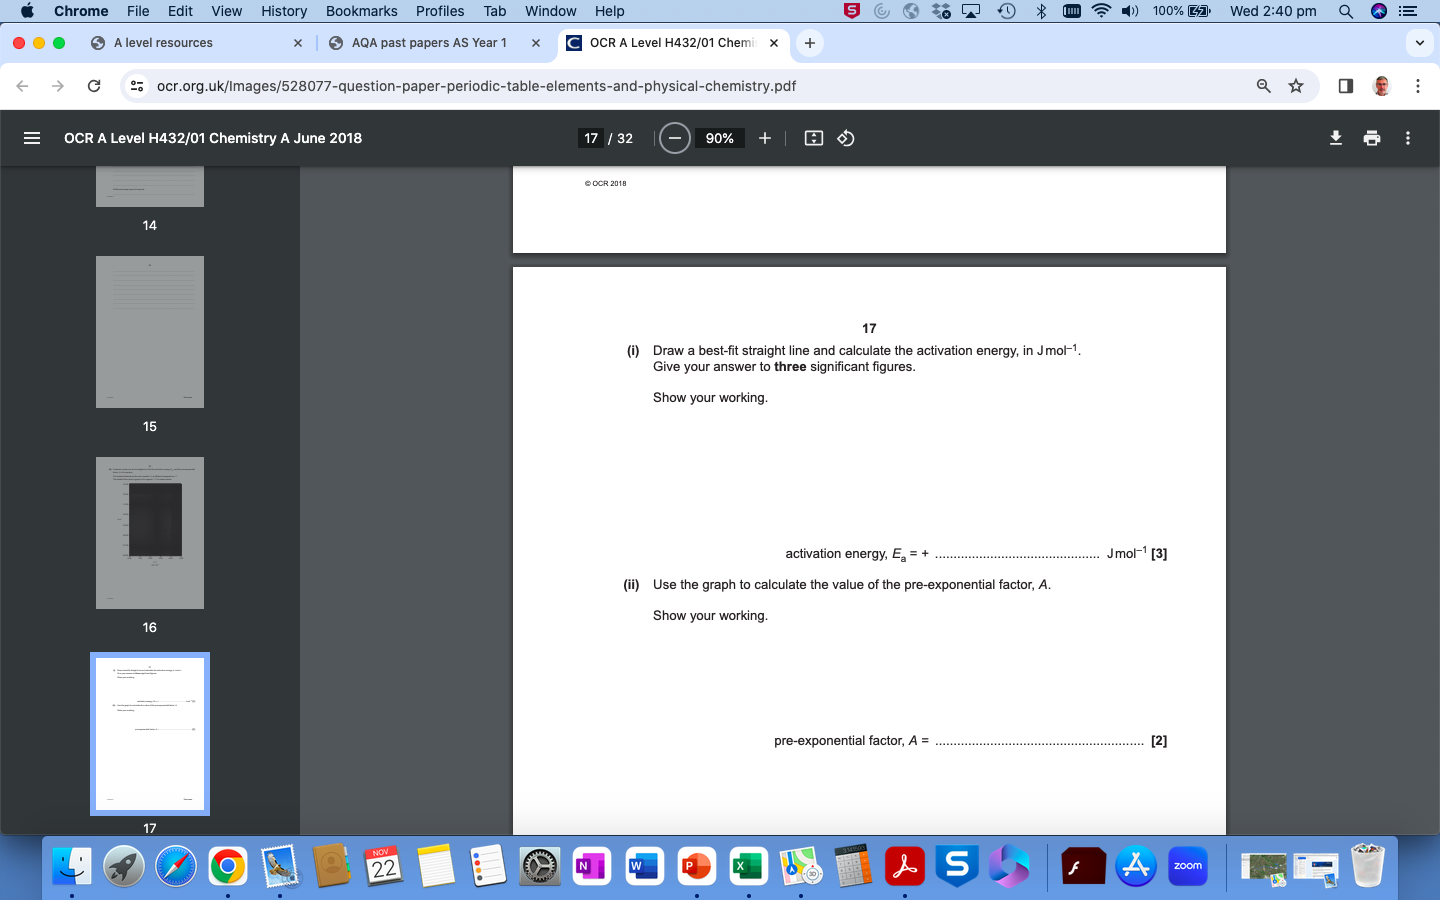 Chrome File Edit View History Bookmarks Profiles Tab Window Help 100% Wed 2:40 pm
A level resources AQA past papers AS Year 1 OCR A Level H432/01 Chemi
ocr.org.uk/Images/528077-question-paper-periodic-table-elements-and-physical-chemistry.pdf
OCR A Level H432/01 Chemistry A June 2018 17 / 32 90%
© OCR 2018
14
15
16
17
17
(i) Draw a best-fit straight line and calculate the activation energy, in J mol⁻¹.
Give your answer to three significant figures.
Show your working.
activation energy, Eₐ = + ............................................ J mol⁻¹ [3]
(ii) Use the graph to calculate the value of the pre-exponential factor, A.
Show your working.
pre-exponential factor, A = ........................................................ [2]
NOV
22
N W P X S zoom